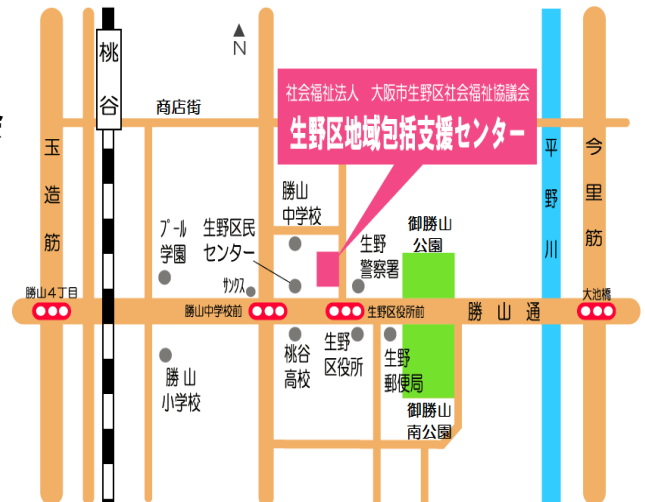 桃谷
N
社会福祉法人　大阪市生野区社会福祉協議会
生野区地域包括支援センター
商店街
玉造筋
平野川
今里筋
勝山
中学校
御勝山
公園
プール
学園
生野区民
センター
生野
警察署
サンクス
勝山4丁目
大池橋
勝山中学校前
生野区役所前
勝山通
桃谷
高校
生野
区役所
生野
郵便局
勝山
小学校
御勝山
南公園